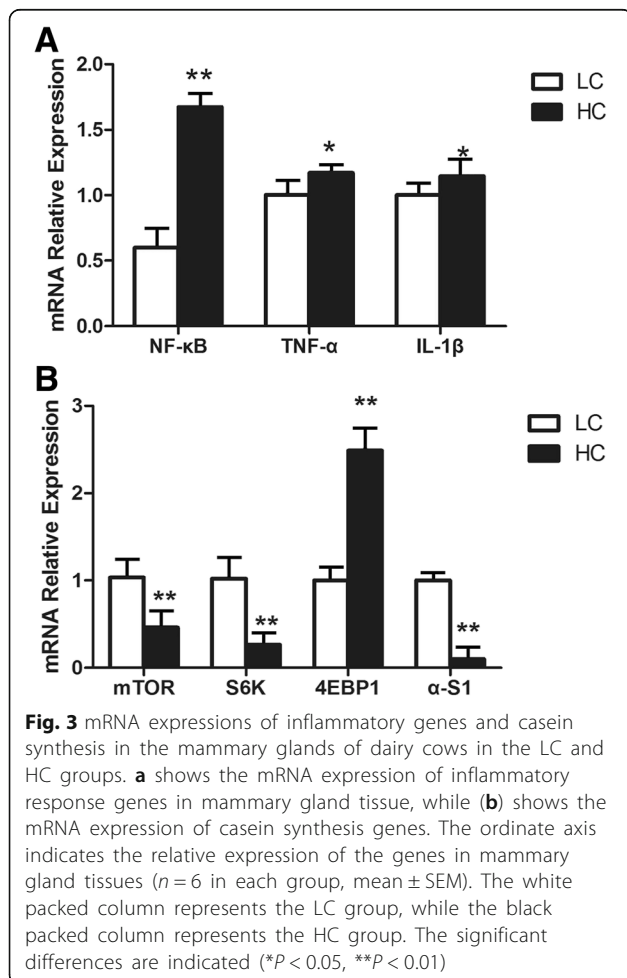 A
mRNA Relative Expression
2.0
1.5
1.0
0.5
0.0
**
*
*
LC
HC
NF-κB TNF-α IL-1β
B
mRNA Relative Expression
3
2
1
0
**
**
**
**
LC
HC
mTOR S6K 4EBP1 α-S1
Fig. 3 mRNA expressions of inflammatory genes and casein
synthesis in the mammary glands of dairy cows in the LC and
HC groups. a shows the mRNA expression of inflammatory
response genes in mammary gland tissue, while (b) shows the
mRNA expression of casein synthesis genes. The ordinate axis
indicates the relative expression of the genes in mammary
gland tissues (n = 6 in each group, mean ± SEM). The white
packed column represents the LC group, while the black
packed column represents the HC group. The significant
differences are indicated (*P < 0.05, **P < 0.01)